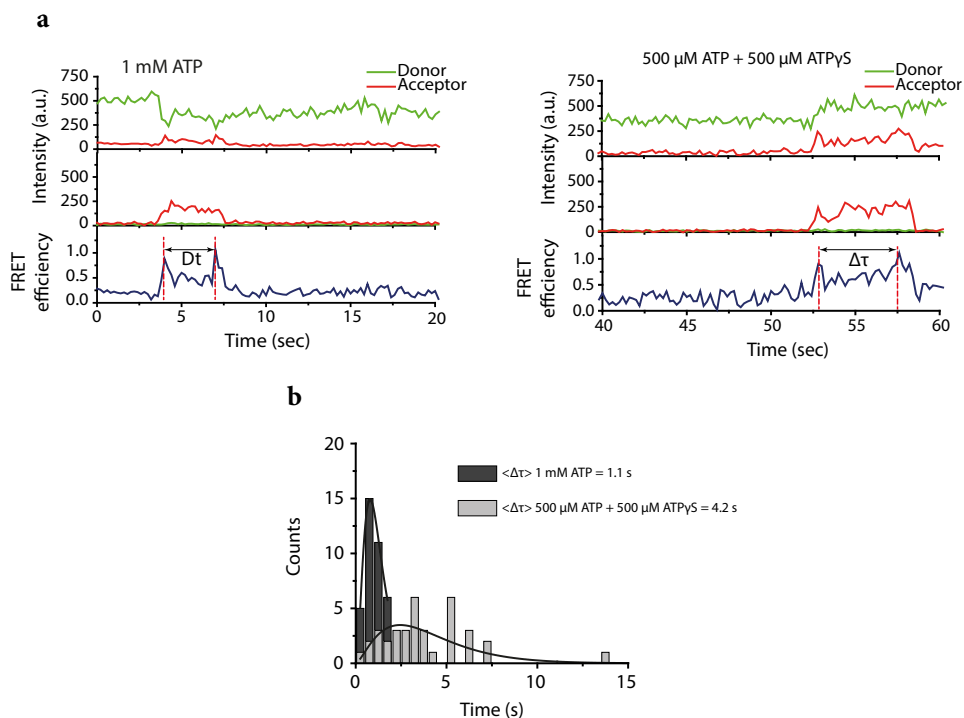 a
1 mM ATP
Donor
Acceptor
750
500
250
0
Intensity (a.u.)
500
250
0
1.0
0.5
0.0
FRET
efficiency
Dt
0 5 10 15 20
Time (sec)
500 µM ATP + 500 µM ATPγS
Donor
Acceptor
750
500
250
0
Intensity (a.u.)
500
250
0
1.0
0.5
0.0
FRET
efficiency
Δτ
40 45 50 55 60
Time (sec)
b
20
15
10
5
0
Counts
<Δτ> 1 mM ATP = 1.1 s
<Δτ> 500 µM ATP + 500 µM ATPγS = 4.2 s
0 5 10 15
Time (s)